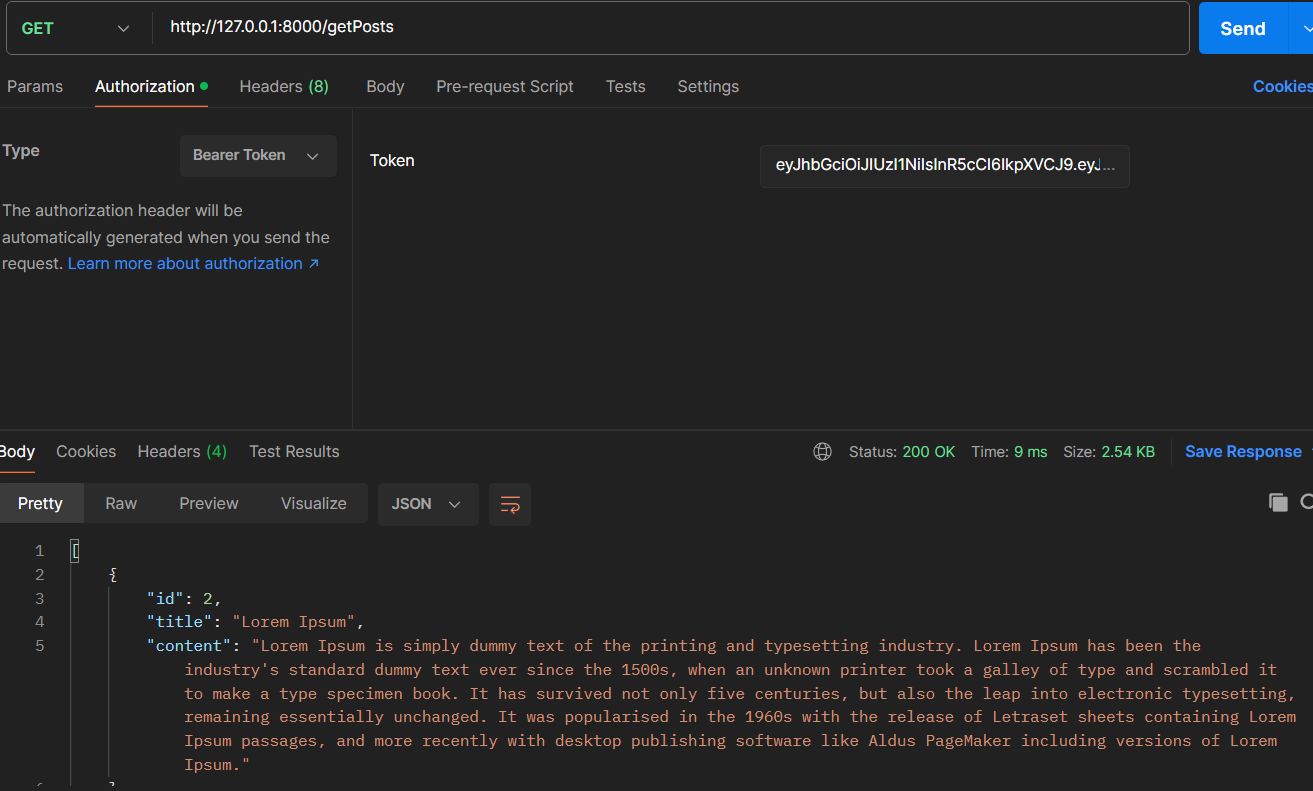 GET http://127.0.0.1:8000/getPosts Send
Params Authorization Headers (8) Body Pre-request Script Tests Settings Cookies
Type Bearer Token
Token eyJhbGciOiJIUzI1NiIsInR5cCI6IkpXVCJ9.eyJ...
The authorization header will be
automatically generated when you send the
request. Learn more about authorization ↗
Body Cookies Headers (4) Test Results Status: 200 OK Time: 9 ms Size: 2.54 KB Save Response
Pretty Raw Preview Visualize JSON
1 [
2 {
3 "id": 2,
4 "title": "Lorem Ipsum",
5 "content": "Lorem Ipsum is simply dummy text of the printing and typesetting industry. Lorem Ipsum has been the
industry's standard dummy text ever since the 1500s, when an unknown printer took a galley of type and scrambled it
to make a type specimen book. It has survived not only five centuries, but also the leap into electronic typesetting,
remaining essentially unchanged. It was popularised in the 1960s with the release of Letraset sheets containing Lorem
Ipsum passages, and more recently with desktop publishing software like Aldus PageMaker including versions of Lorem
Ipsum."